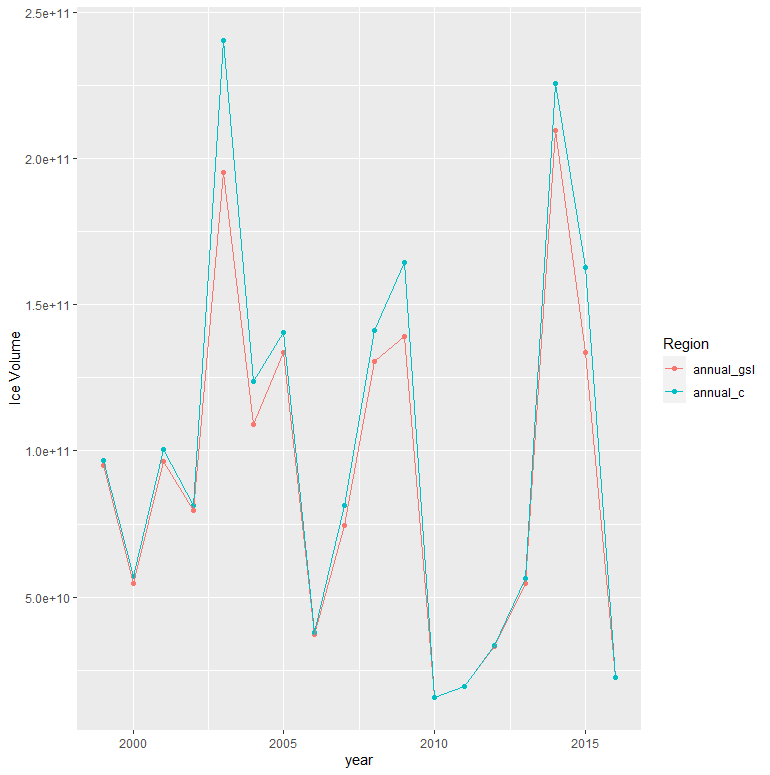 2.5e+11
2.0e+11
1.5e+11
1.0e+11
5.0e+10
Ice Volume
2000 2005 2010 2015
year
Region
annual_gsl
annual_c